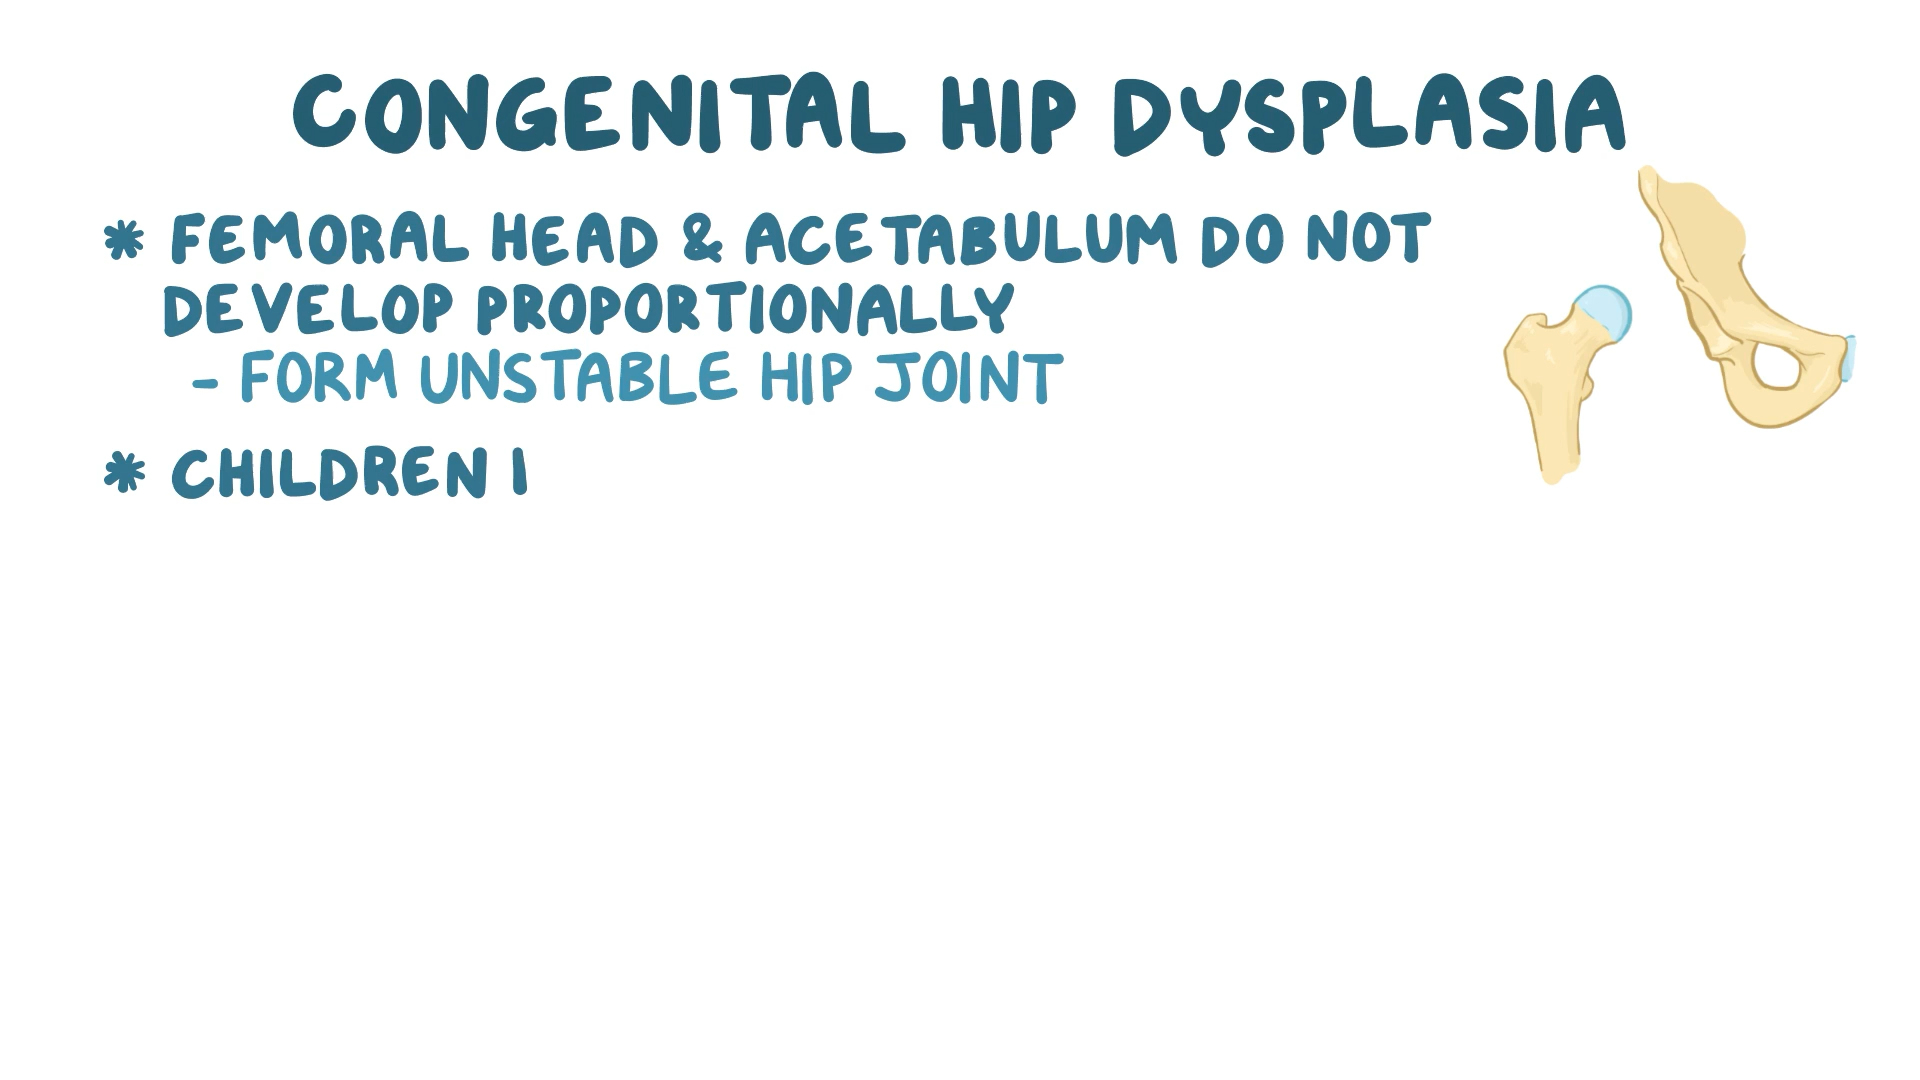 CONGENITAL HIP DYSPLASIA
* FEMORAL HEAD & ACETABULUM DO NOT
DEVELOP PROPORTIONALLY
- FORM UNSTABLE HIP JOINT
* CHILDREN I